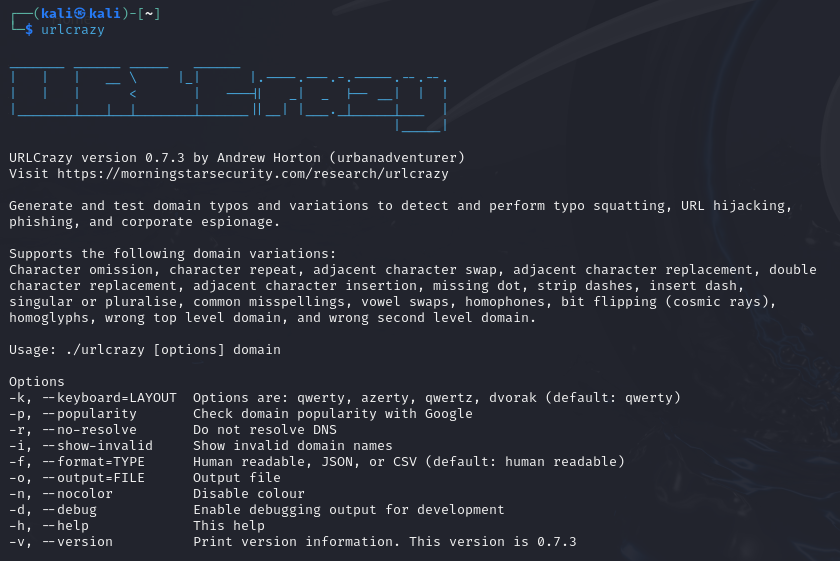 ┌──(kali㉿kali)-[~]
└─$ urlcrazy
URLCrazy version 0.7.3 by Andrew Horton (urbanadventurer)
Visit https://morningstarsecurity.com/research/urlcrazy
Generate and test domain typos and variations to detect and perform typo squatting, URL hijacking,
phishing, and corporate espionage.
Supports the following domain variations:
Character omission, character repeat, adjacent character swap, adjacent character replacement, double
character replacement, adjacent character insertion, missing dot, strip dashes, insert dash,
singular or pluralise, common misspellings, vowel swaps, homophones, bit flipping (cosmic rays),
homoglyphs, wrong top level domain, and wrong second level domain.
Usage: ./urlcrazy [options] domain
Options
-k, --keyboard=LAYOUT  Options are: qwerty, azerty, qwertz, dvorak (default: qwerty)
-p, --popularity       Check domain popularity with Google
-r, --no-resolve       Do not resolve DNS
-i, --show-invalid     Show invalid domain names
-f, --format=TYPE      Human readable, JSON, or CSV (default: human readable)
-o, --output=FILE      Output file
-n, --nocolor          Disable colour
-d, --debug            Enable debugging output for development
-h, --help             This help
-v, --version          Print version information. This version is 0.7.3